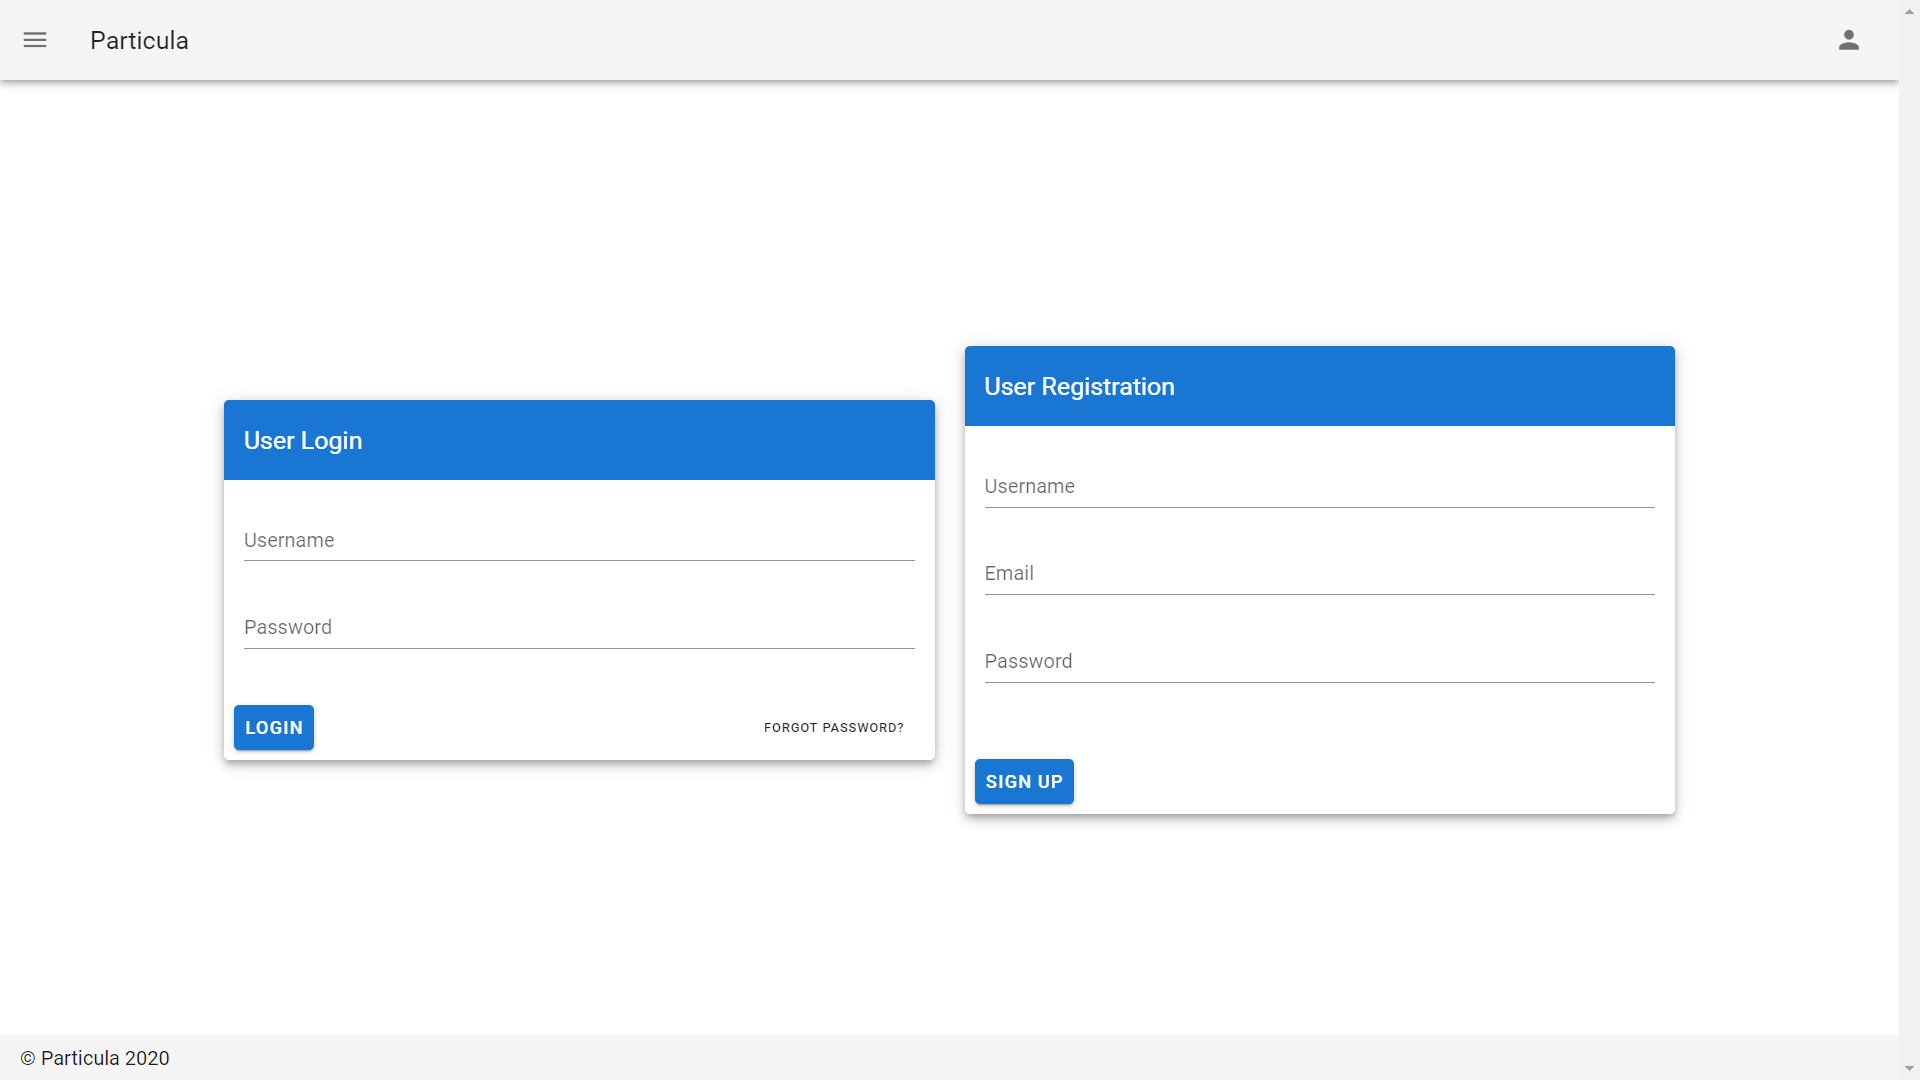 Particula
User Login
Username
Password
LOGIN
FORGOT PASSWORD?
User Registration
Username
Email
Password
SIGN UP
© Particula 2020